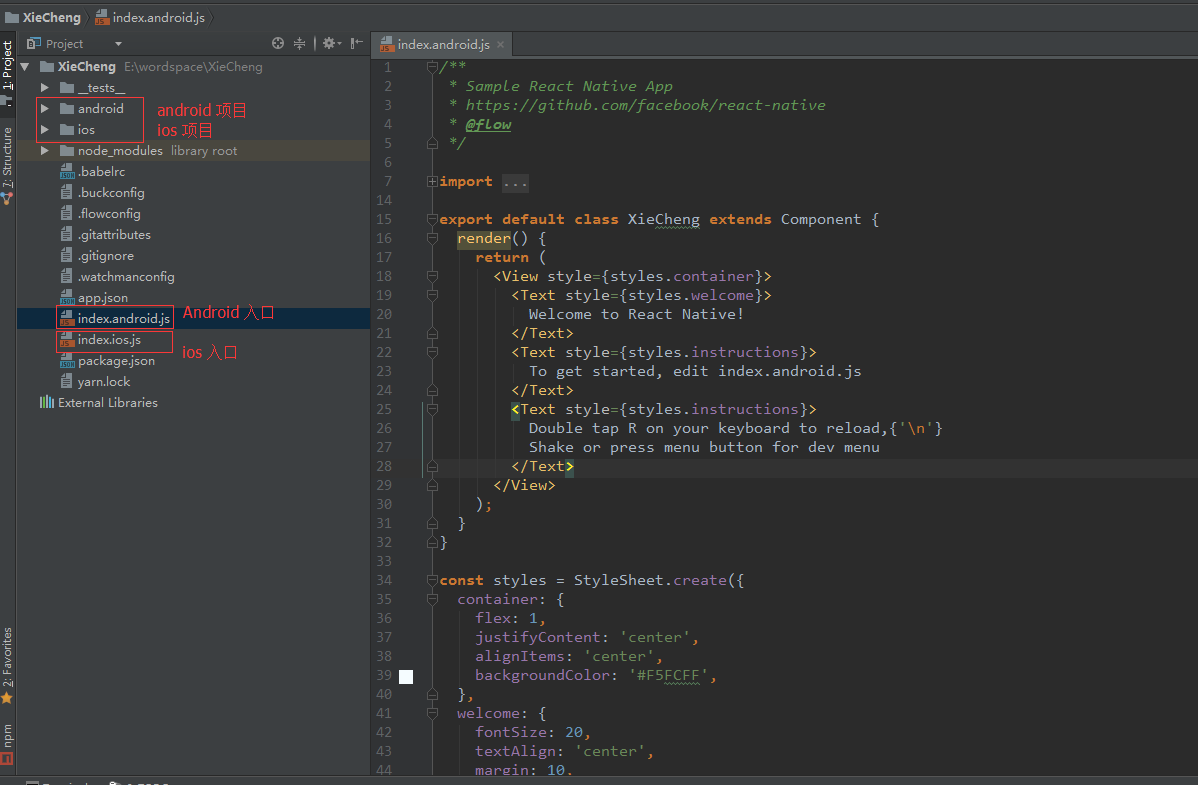 XieCheng index.android.js
Project
index.android.js
1: Project
7: Structure
2: Favorites
npm
XieCheng E:\wordspace\XieCheng
__tests__
android
ios
android 项目
ios 项目
node_modules library root
.babelrc
.buckconfig
.flowconfig
.gitattributes
.gitignore
.watchmanconfig
app.json
index.android.js
Android 入口
index.ios.js
ios 入口
package.json
yarn.lock
External Libraries
1 /**
2 * Sample React Native App
3 * https://github.com/facebook/react-native
4 * @flow
5 */
6
7 import ...
14
15 export default class XieCheng extends Component {
16 render() {
17 return (
18 <View style={styles.container}>
19 <Text style={styles.welcome}>
20 Welcome to React Native!
21 </Text>
22 <Text style={styles.instructions}>
23 To get started, edit index.android.js
24 </Text>
25 <Text style={styles.instructions}>
26 Double tap R on your keyboard to reload,{'\n'}
27 Shake or press menu button for dev menu
28 </Text>
29 </View>
30 );
31 }
32 }
33
34 const styles = StyleSheet.create({
35 container: {
36 flex: 1,
37 justifyContent: 'center',
38 alignItems: 'center',
39 backgroundColor: '#F5FCFF',
40 },
41 welcome: {
42 fontSize: 20,
43 textAlign: 'center',
44 margin: 10,